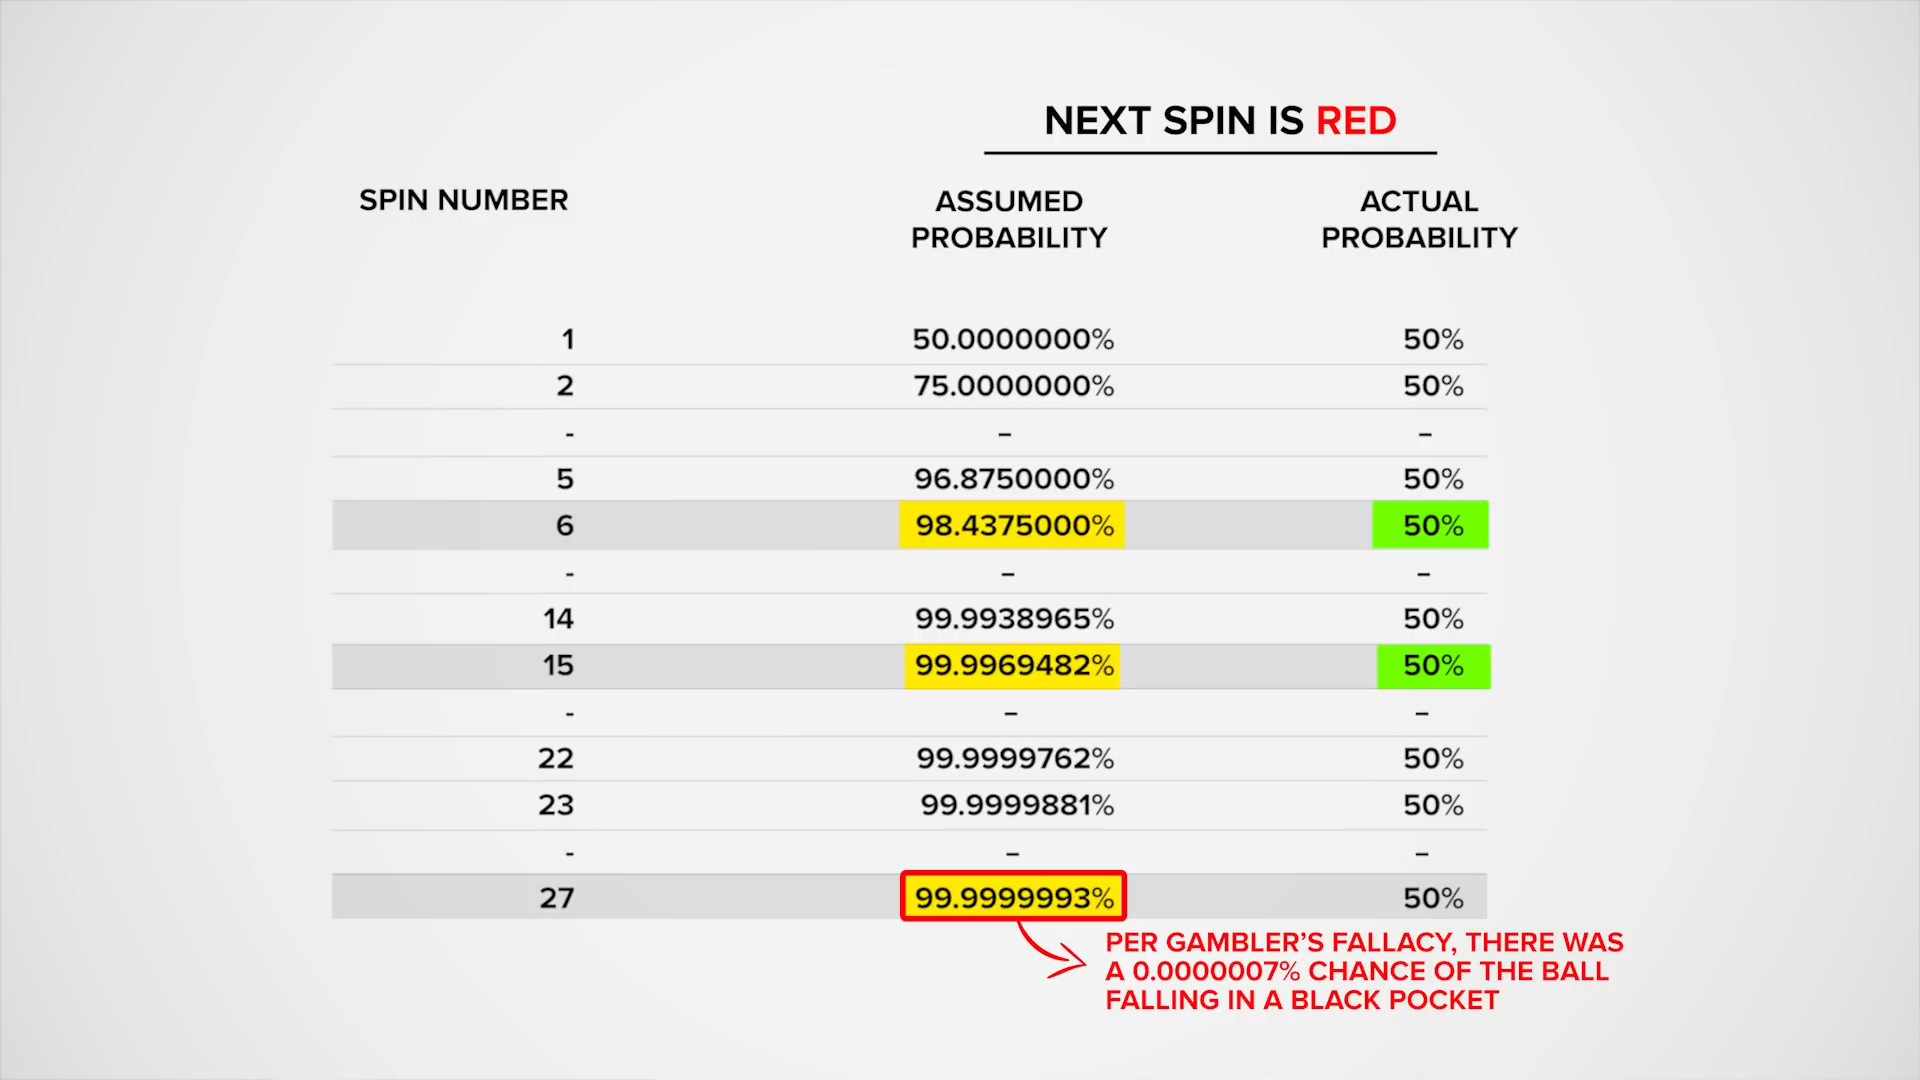 NEXT SPIN IS RED
SPIN NUMBER
ASSUMED
PROBABILITY
ACTUAL
PROBABILITY
1 50.0000000% 50%
2 75.0000000% 50%
- – –
5 96.8750000% 50%
6 98.4375000% 50%
- – –
14 99.9938965% 50%
15 99.9969482% 50%
- – –
22 99.9999762% 50%
23 99.9999881% 50%
- – –
27 99.9999993% 50%
PER GAMBLER’S FALLACY, THERE WAS
A 0.0000007% CHANCE OF THE BALL
FALLING IN A BLACK POCKET